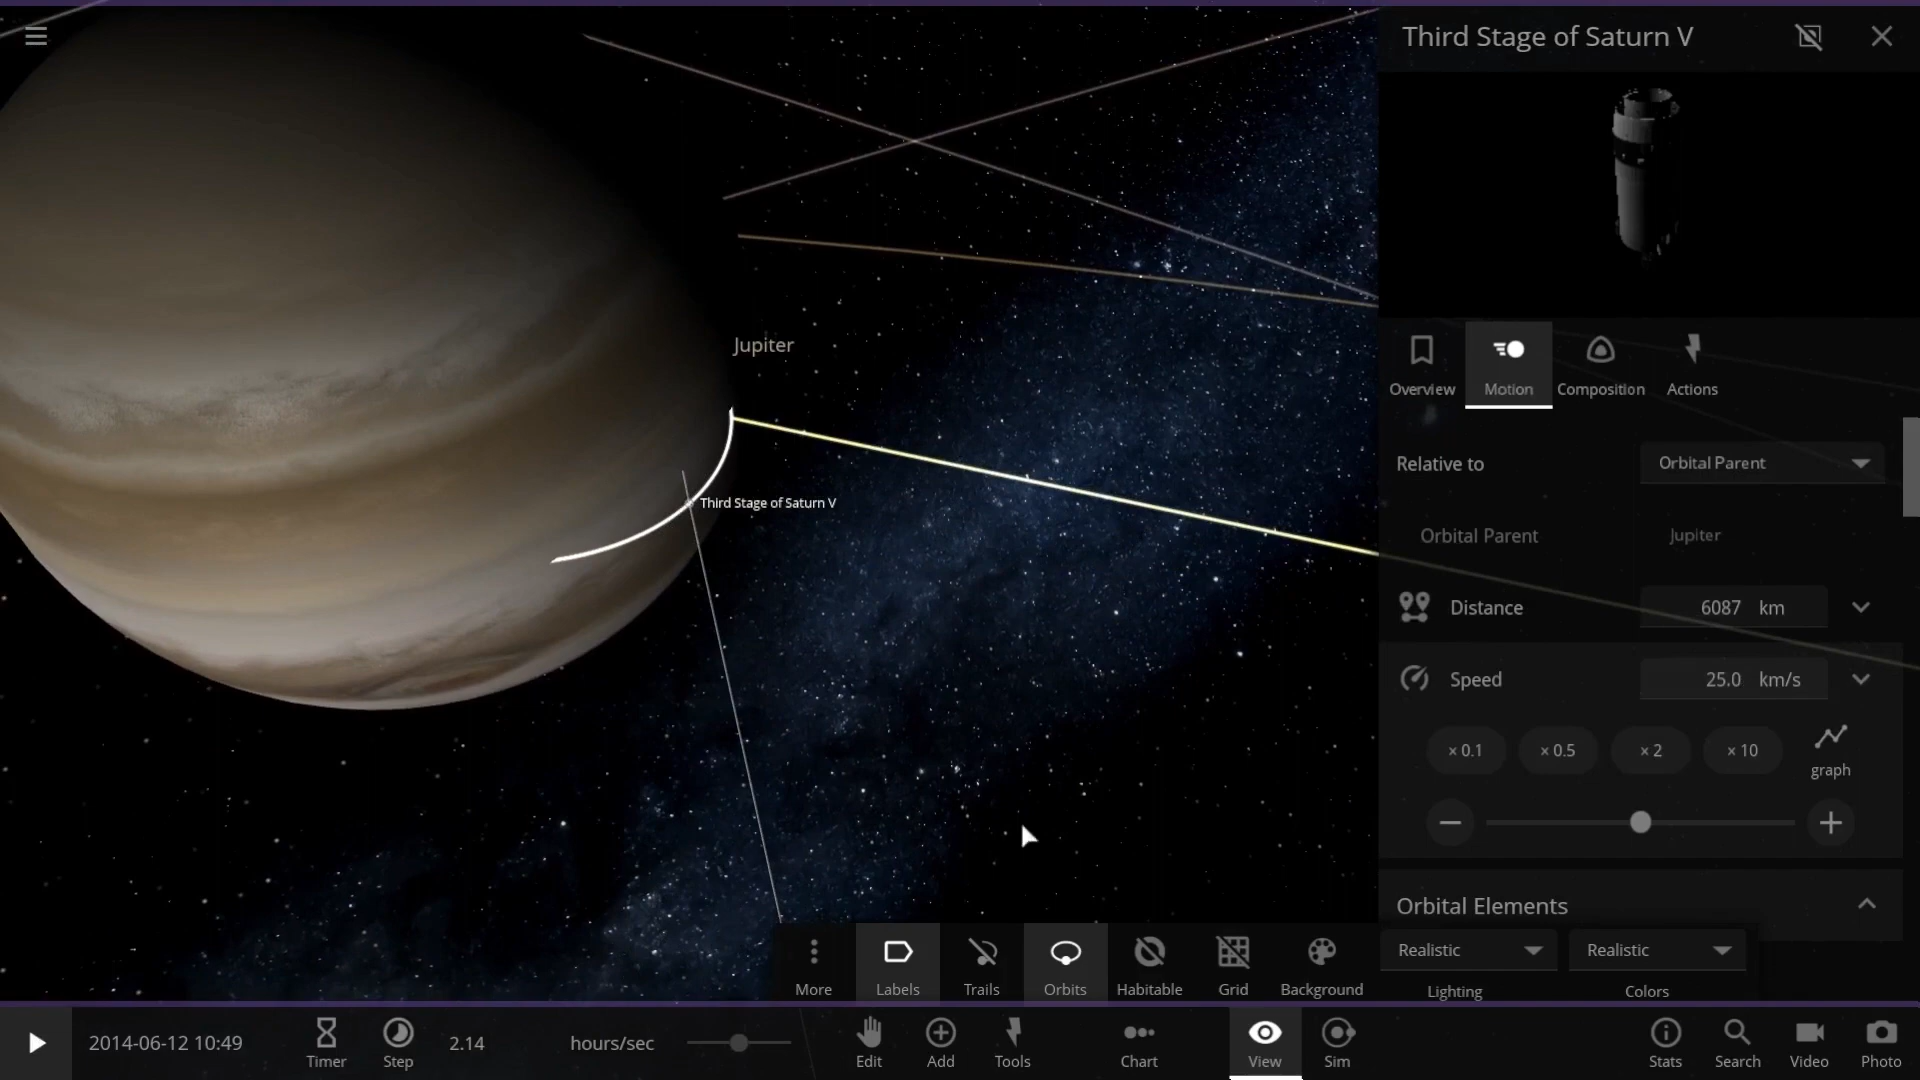 Third Stage of Saturn V
Jupiter
Third Stage of Saturn V
Overview
Motion
Composition
Actions
Relative to
Orbital Parent
Orbital Parent
Jupiter
Distance
6087 km
Speed
25.0 km/s
× 0.1
× 0.5
× 2
× 10
graph
Orbital Elements
More
Labels
Trails
Orbits
Habitable
Grid
Background
Realistic
Lighting
Realistic
Colors
2014-06-12 10:49
Timer
Step
2.14
hours/sec
Edit
Add
Tools
Chart
View
Sim
Stats
Search
Video
Photo